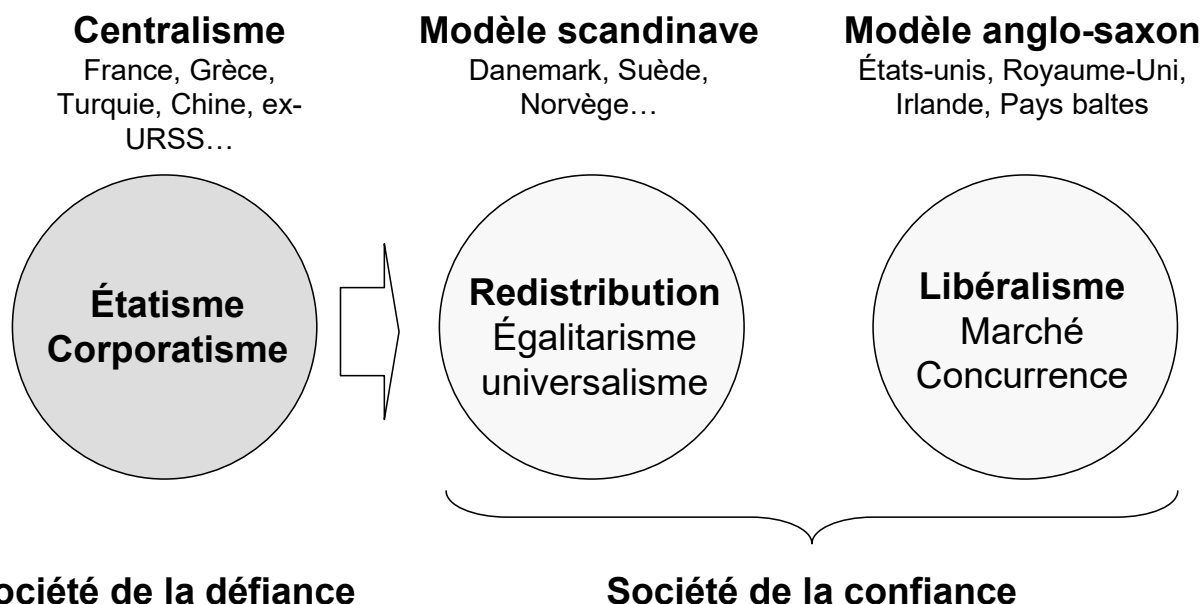 Centralisme
France, Grèce,
Turquie, Chine, ex-
URSS…
Modèle scandinave
Danemark, Suède,
Norvège…
Modèle anglo-saxon
États-unis, Royaume-Uni,
Irlande, Pays baltes
Étatisme
Corporatisme
Redistribution
Égalitarisme
universalisme
Libéralisme
Marché
Concurrence
ociété de la défiance
Société de la confiance